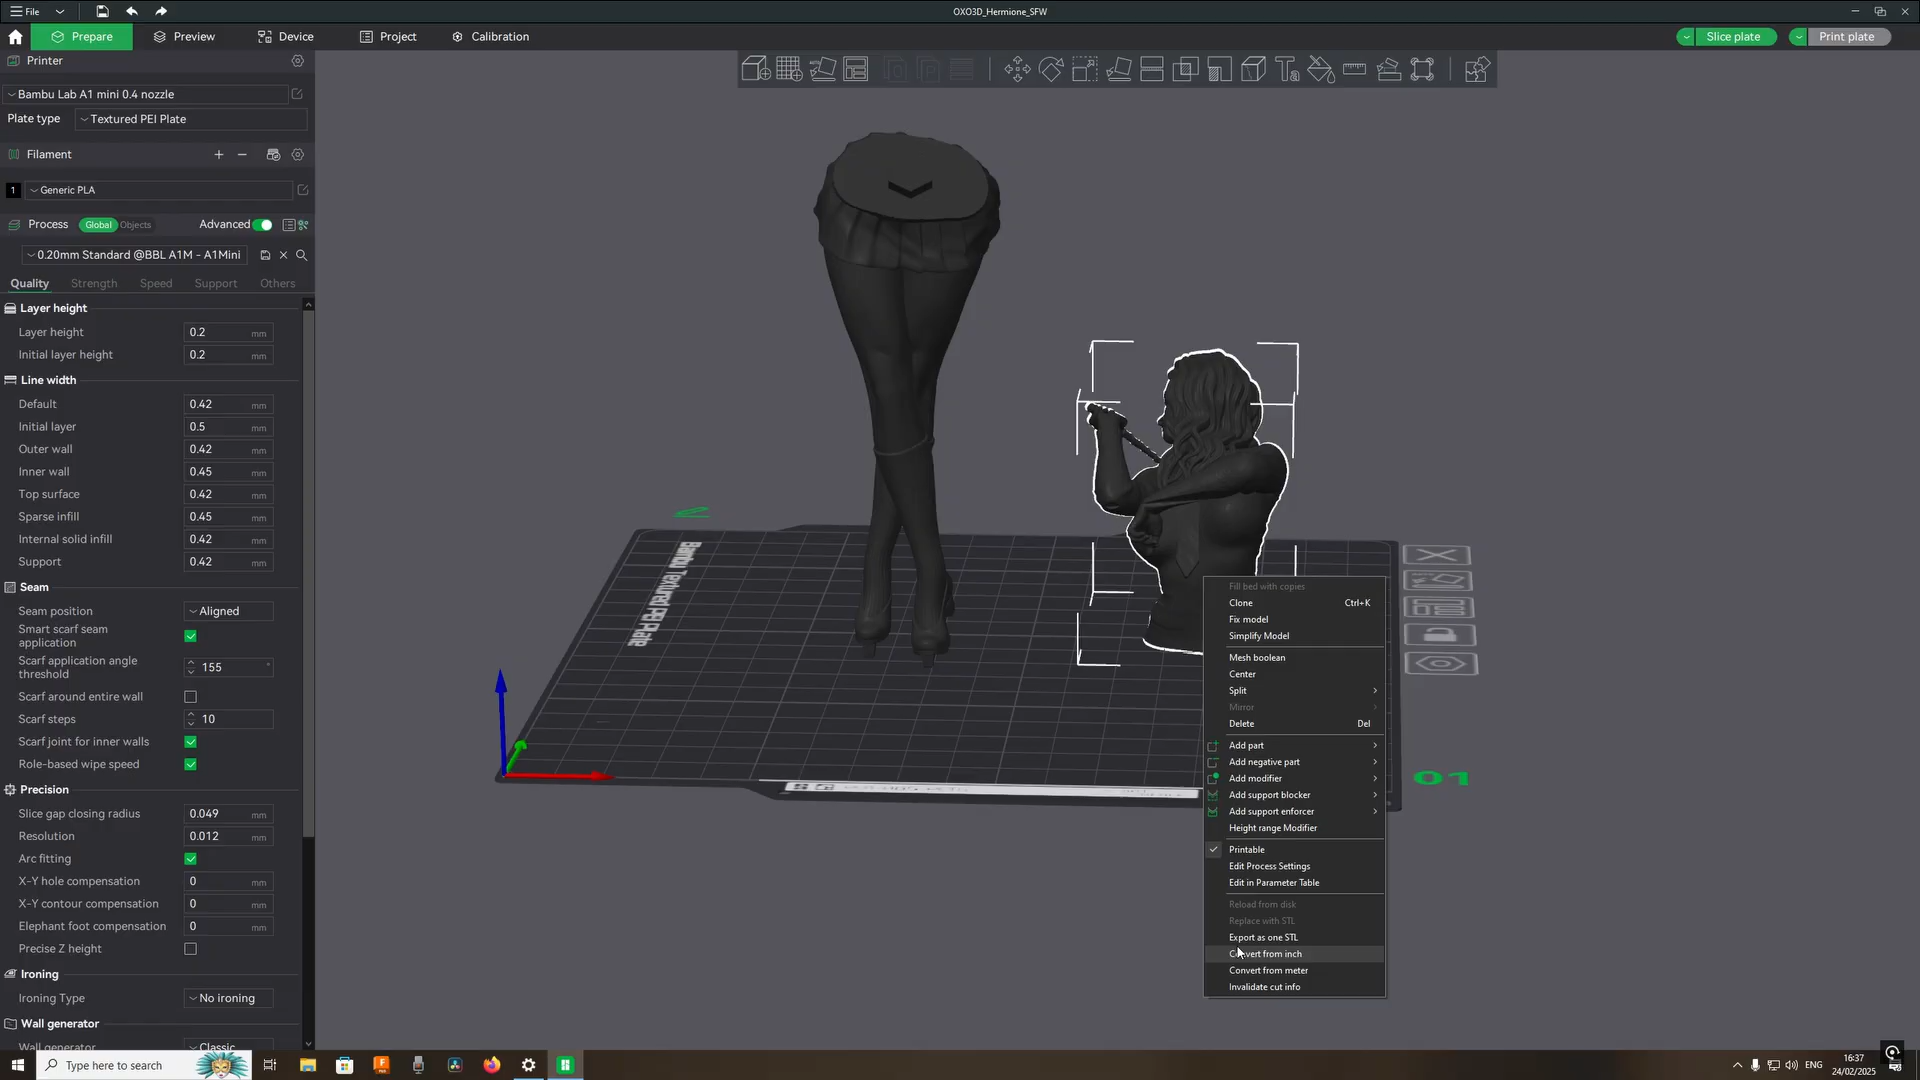 File
OXO3D_Hermione_SFW
Prepare
Preview
Device
Project
Calibration
Slice plate
Print plate
Printer
Bambu Lab A1 mini 0.4 nozzle
Plate type
Textured PEI Plate
Filament
1
Generic PLA
Process
Global
Objects
Advanced
0.20mm Standard @BBL A1M - A1Mini
Quality
Strength
Speed
Support
Others
Layer height
Layer height
0.2
mm
Initial layer height
0.2
mm
Line width
Default
0.42
mm
Initial layer
0.5
mm
Outer wall
0.42
mm
Inner wall
0.45
mm
Top surface
0.42
mm
Sparse infill
0.45
mm
Internal solid infill
0.42
mm
Support
0.42
mm
Seam
Seam position
Aligned
Smart scarf seam
application
Scarf application angle
threshold
155
°
Scarf around entire wall
Scarf steps
10
Scarf joint for inner walls
Role-based wipe speed
Precision
Slice gap closing radius
0.049
mm
Resolution
0.012
mm
Arc fitting
X-Y hole compensation
0
mm
X-Y contour compensation
0
mm
Elephant foot compensation
0
mm
Precise Z height
Ironing
Ironing Type
No ironing
Wall generator
Wall generator
Classic
Bambu Textured PEI Plate
01
Fill bed with copies
Clone
Ctrl+K
Fix model
Simplify Model
Mesh boolean
Center
Split
Mirror
Delete
Del
Add part
Add negative part
Add modifier
Add support blocker
Add support enforcer
Height range Modifier
Printable
Edit Process Settings
Edit in Parameter Table
Reload from disk
Replace with STL
Export as one STL
Convert from inch
Convert from meter
Invalidate cut info
Type here to search
ENG
16:37
24/02/2025